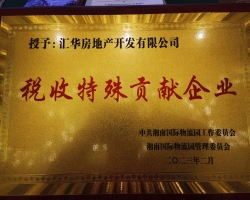 授予:汇华房地产开发有限公司
税收特殊贡献企业
中共湘南国际物流园工作委员会
湘南国际物流园管理委员会
二〇二三年二月